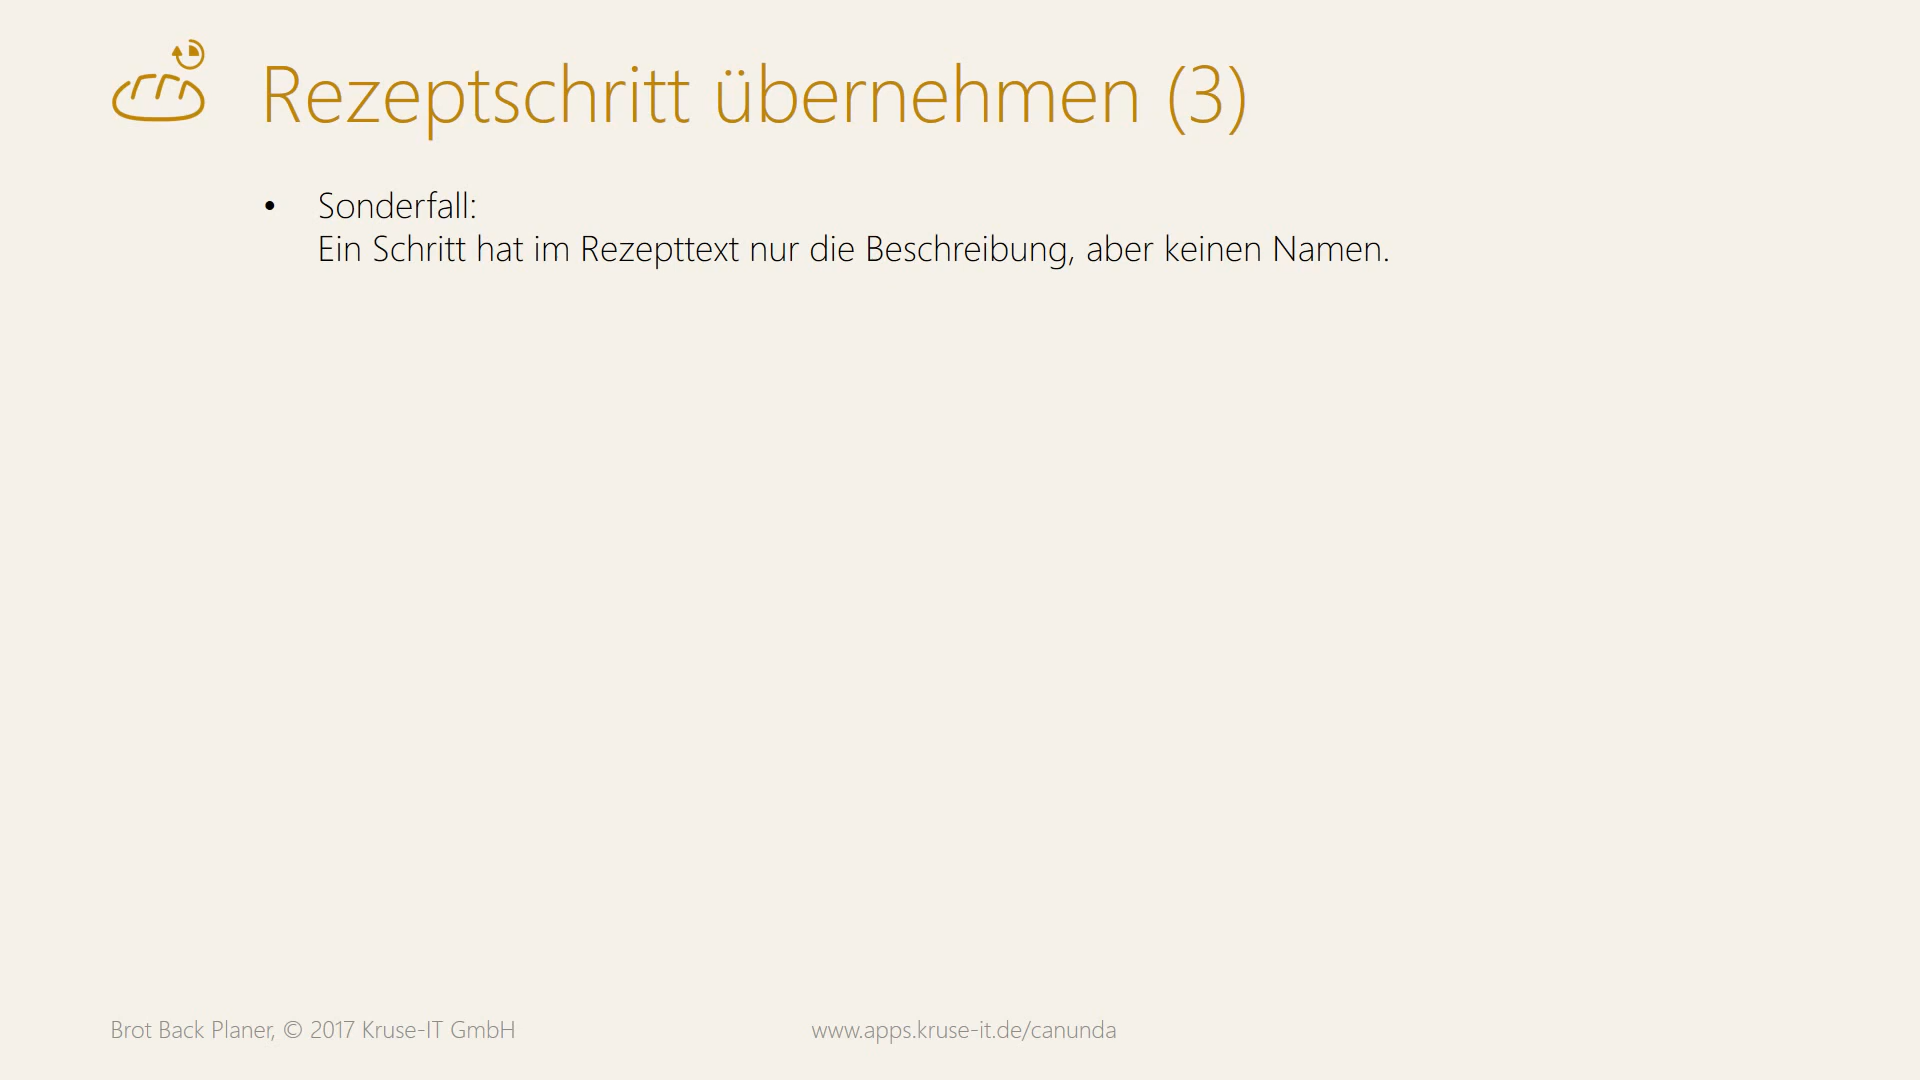 Rezeptschritt übernehmen (3)
• Sonderfall:
Ein Schritt hat im Rezepttext nur die Beschreibung, aber keinen Namen.
Brot Back Planer, © 2017 Kruse-IT GmbH
www.apps.kruse-it.de/canunda